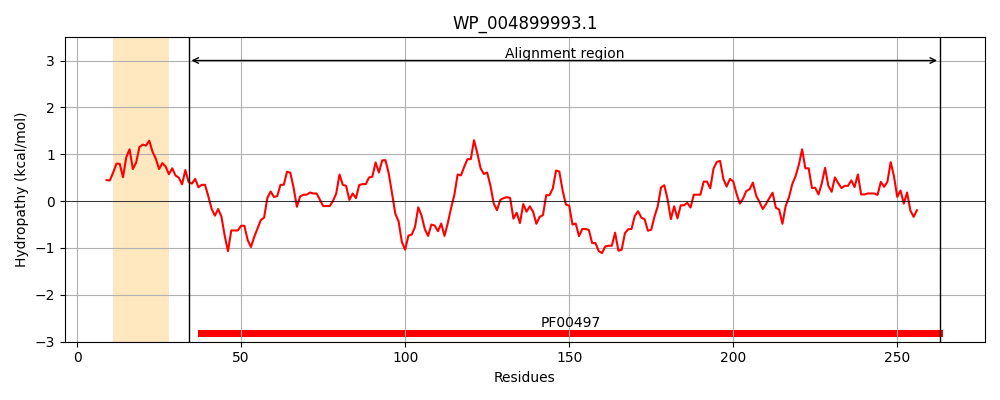 WP_004899993.1
Hydropathy (kcal/mol)
3
2
1
0
−1
−2
−3
Alignment region
PF00497
0 50 100 150 200 250
Residues